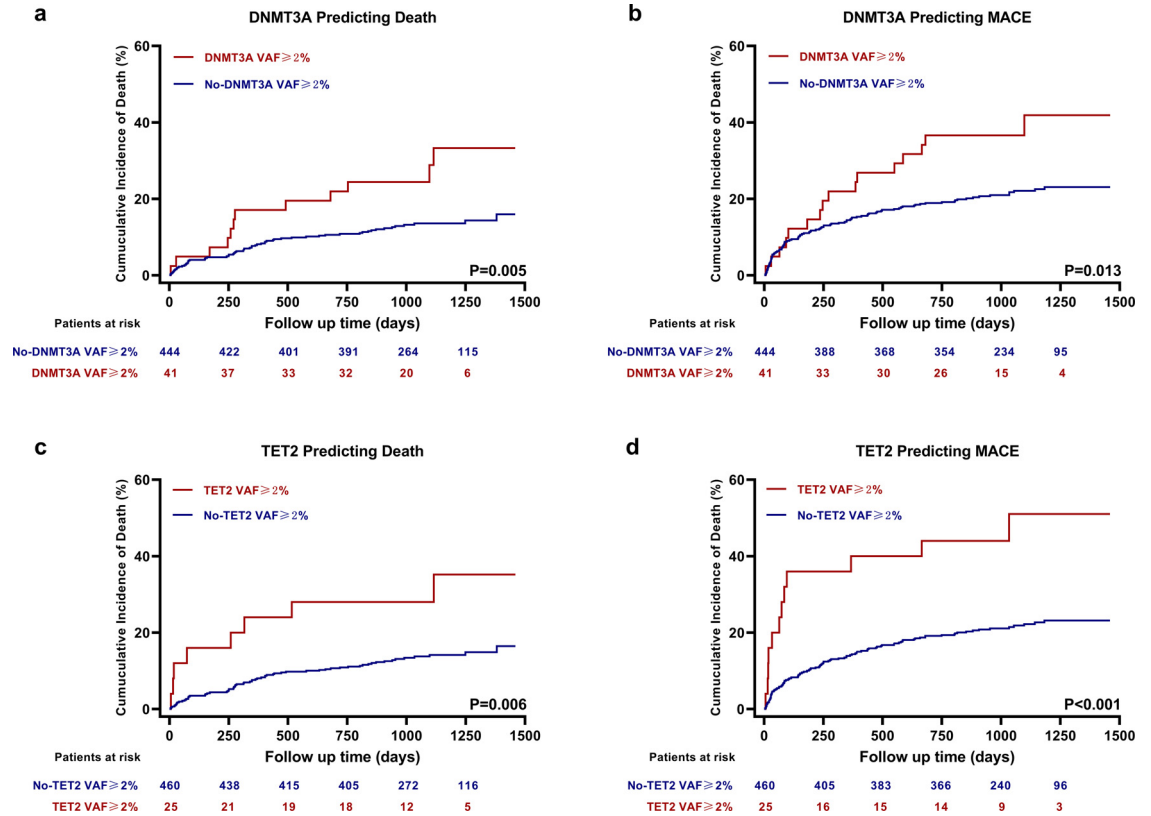 a
DNMT3A Predicting Death
Cumuculative Incidence of Death (%)
60
40
20
0
DNMT3A VAF⩾2%
No-DNMT3A VAF⩾2%
P=0.005
0 250 500 750 1000 1250 1500
Patients at risk
Follow up time (days)
No-DNMT3A VAF⩾2% 444 422 401 391 264 115
DNMT3A VAF⩾2% 41 37 33 32 20 6
b
DNMT3A Predicting MACE
Cumuculative Incidence of Death (%)
60
40
20
0
DNMT3A VAF⩾2%
No-DNMT3A VAF⩾2%
P=0.013
0 250 500 750 1000 1250 1500
Patients at risk
Follow up time (days)
No-DNMT3A VAF⩾2% 444 388 368 354 234 95
DNMT3A VAF⩾2% 41 33 30 26 15 4
c
TET2 Predicting Death
Cumuculative Incidence of Death (%)
60
40
20
0
TET2 VAF⩾2%
No-TET2 VAF⩾2%
P=0.006
0 250 500 750 1000 1250 1500
Patients at risk
Follow up time (days)
No-TET2 VAF⩾2% 460 438 415 405 272 116
TET2 VAF⩾2% 25 21 19 18 12 5
d
TET2 Predicting MACE
Cumuculative Incidence of Death (%)
60
40
20
0
TET2 VAF⩾2%
No-TET2 VAF⩾2%
P<0.001
0 250 500 750 1000 1250 1500
Patients at risk
Follow up time (days)
No-TET2 VAF⩾2% 460 405 383 366 240 96
TET2 VAF⩾2% 25 16 15 14 9 3